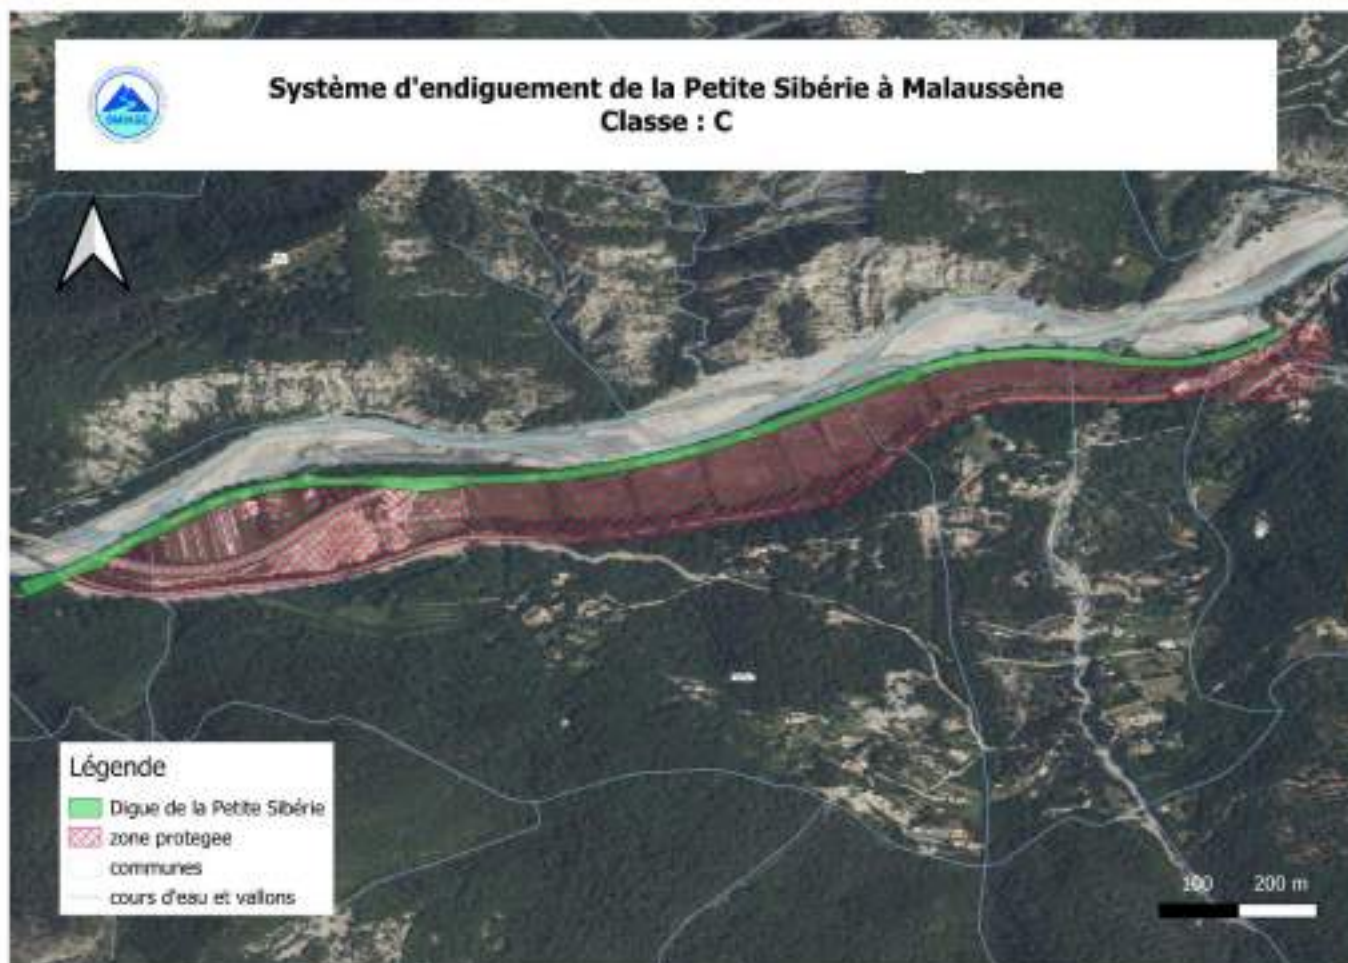 Système d'endiguement de la Petite Sibérie à Malaussène
Classe : C
SMIAGE
Légende
Digue de la Petite Sibérie
zone protegee
communes
cours d'eau et vallons
100 200 m